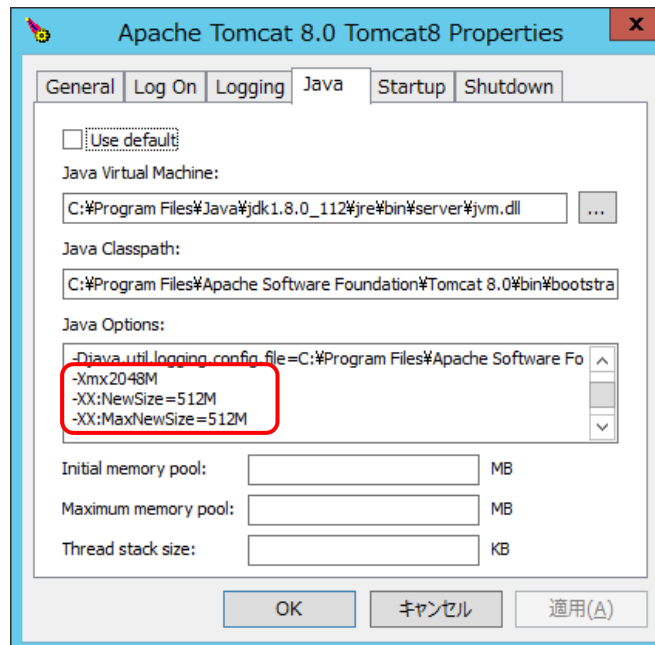 Apache Tomcat 8.0 Tomcat8 Properties
x
General Log On Logging Java Startup Shutdown
Use default
Java Virtual Machine:
C:¥Program Files¥Java¥jdk1.8.0_112¥jre¥bin¥server¥jvm.dll ...
Java Classpath:
C:¥Program Files¥Apache Software Foundation¥Tomcat 8.0¥bin¥bootstra
Java Options:
-Djava.util.logging.config.file=C:¥Program Files¥Apache Software Fo
-Xmx2048M
-XX:NewSize=512M
-XX:MaxNewSize=512M
Initial memory pool: MB
Maximum memory pool: MB
Thread stack size: KB
OK キャンセル 適用(A)